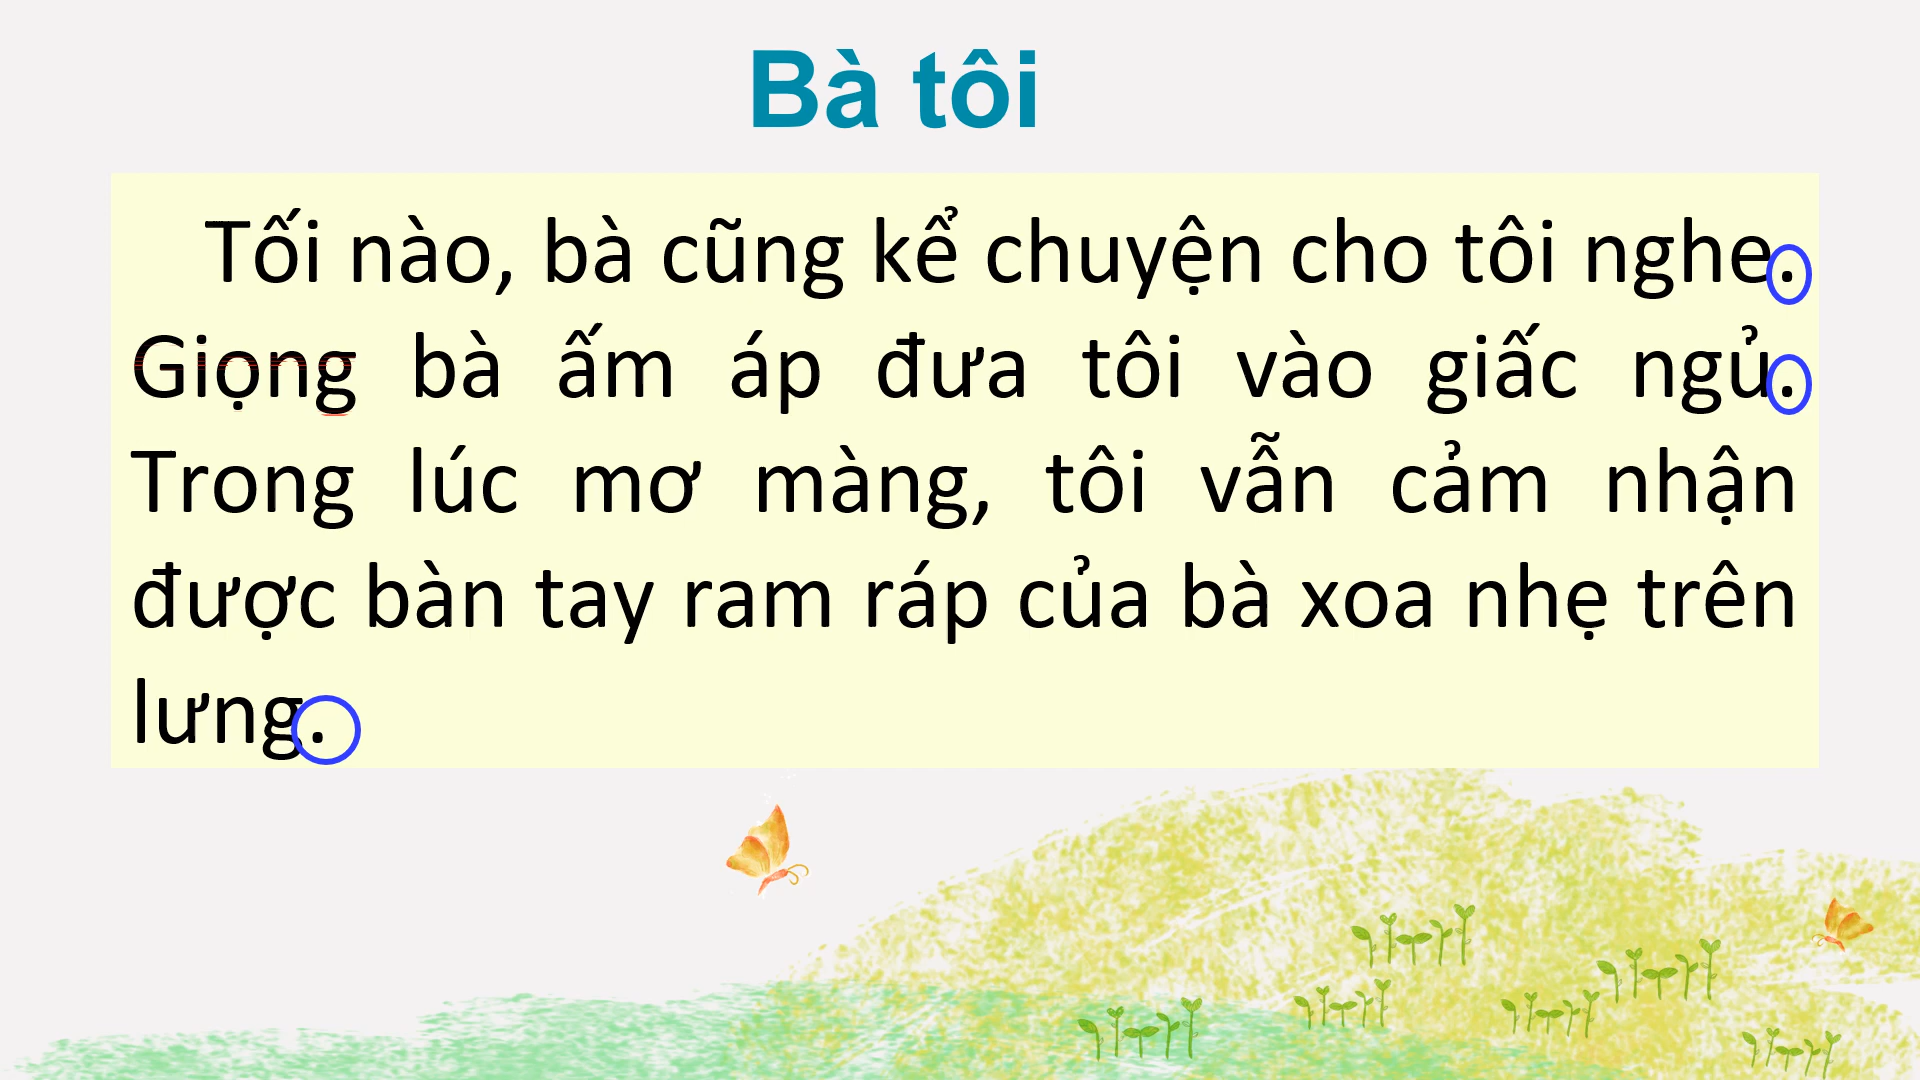 Bà tôi
Tối nào, bà cũng kể chuyện cho tôi nghe.
Giọng bà ấm áp đưa tôi vào giấc ngủ.
Trong lúc mơ màng, tôi vẫn cảm nhận
được bàn tay ram ráp của bà xoa nhẹ trên
lưng.